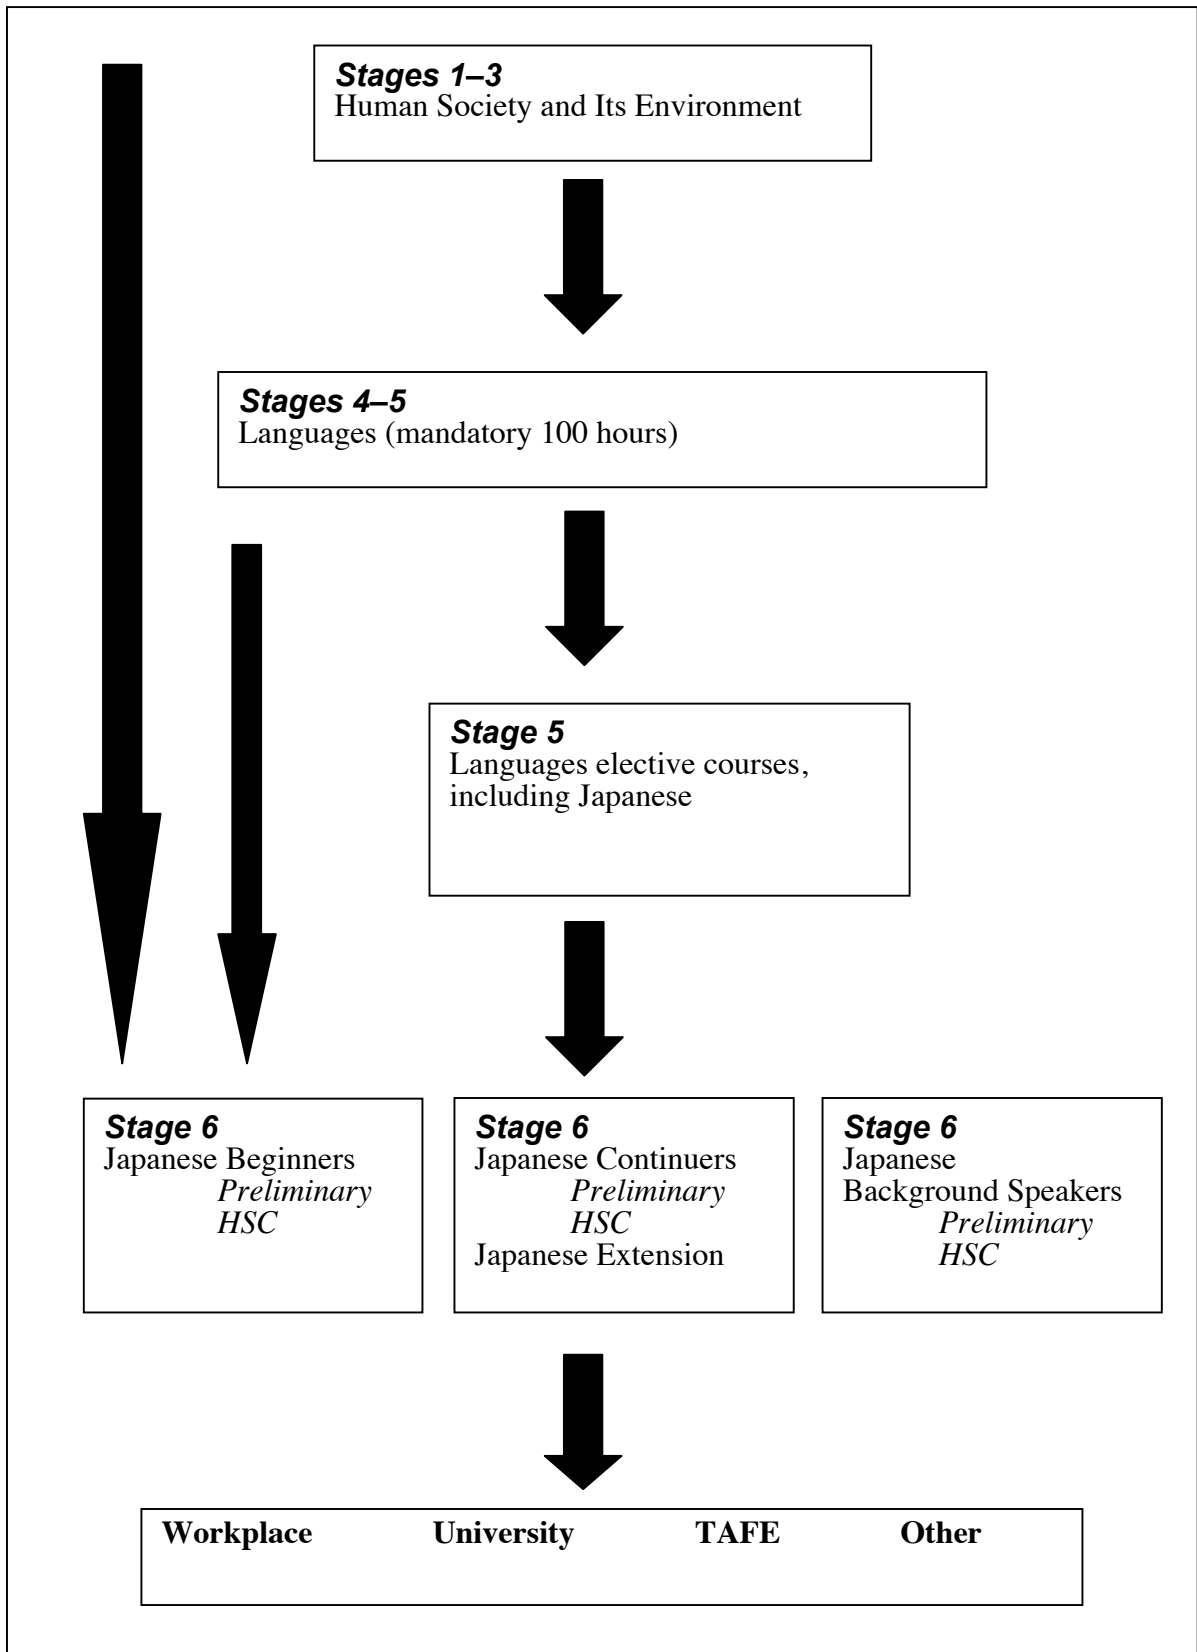 Stages 1–3
Human Society and Its Environment
Stages 4–5
Languages (mandatory 100 hours)
Stage 5
Languages elective courses,
including Japanese
Stage 6
Japanese Beginners
Preliminary
HSC
Stage 6
Japanese Continuers
Preliminary
HSC
Japanese Extension
Stage 6
Japanese
Background Speakers
Preliminary
HSC
Workplace University TAFE Other